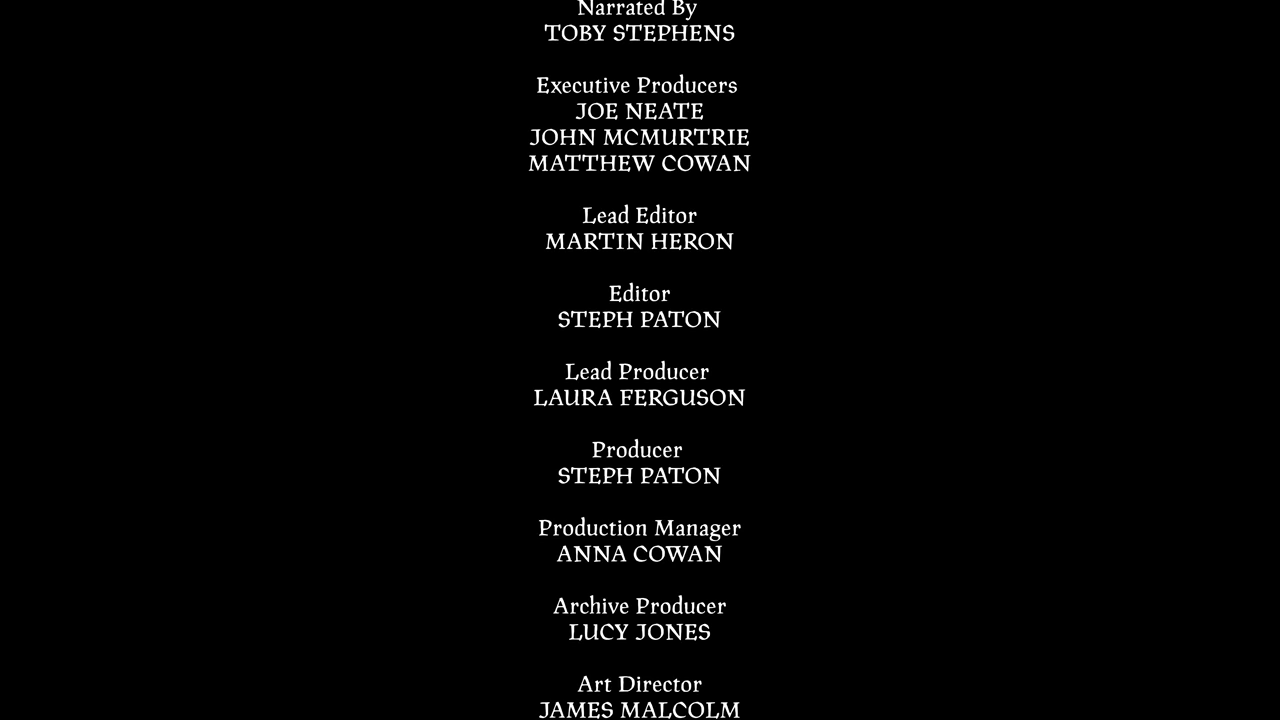 Narrated By
TOBY STEPHENS
Executive Producers
JOE NEATE
JOHN MCMURTRIE
MATTHEW COWAN
Lead Editor
MARTIN HERON
Editor
STEPH PATON
Lead Producer
LAURA FERGUSON
Producer
STEPH PATON
Production Manager
ANNA COWAN
Archive Producer
LUCY JONES
Art Director
JAMES MALCOLM